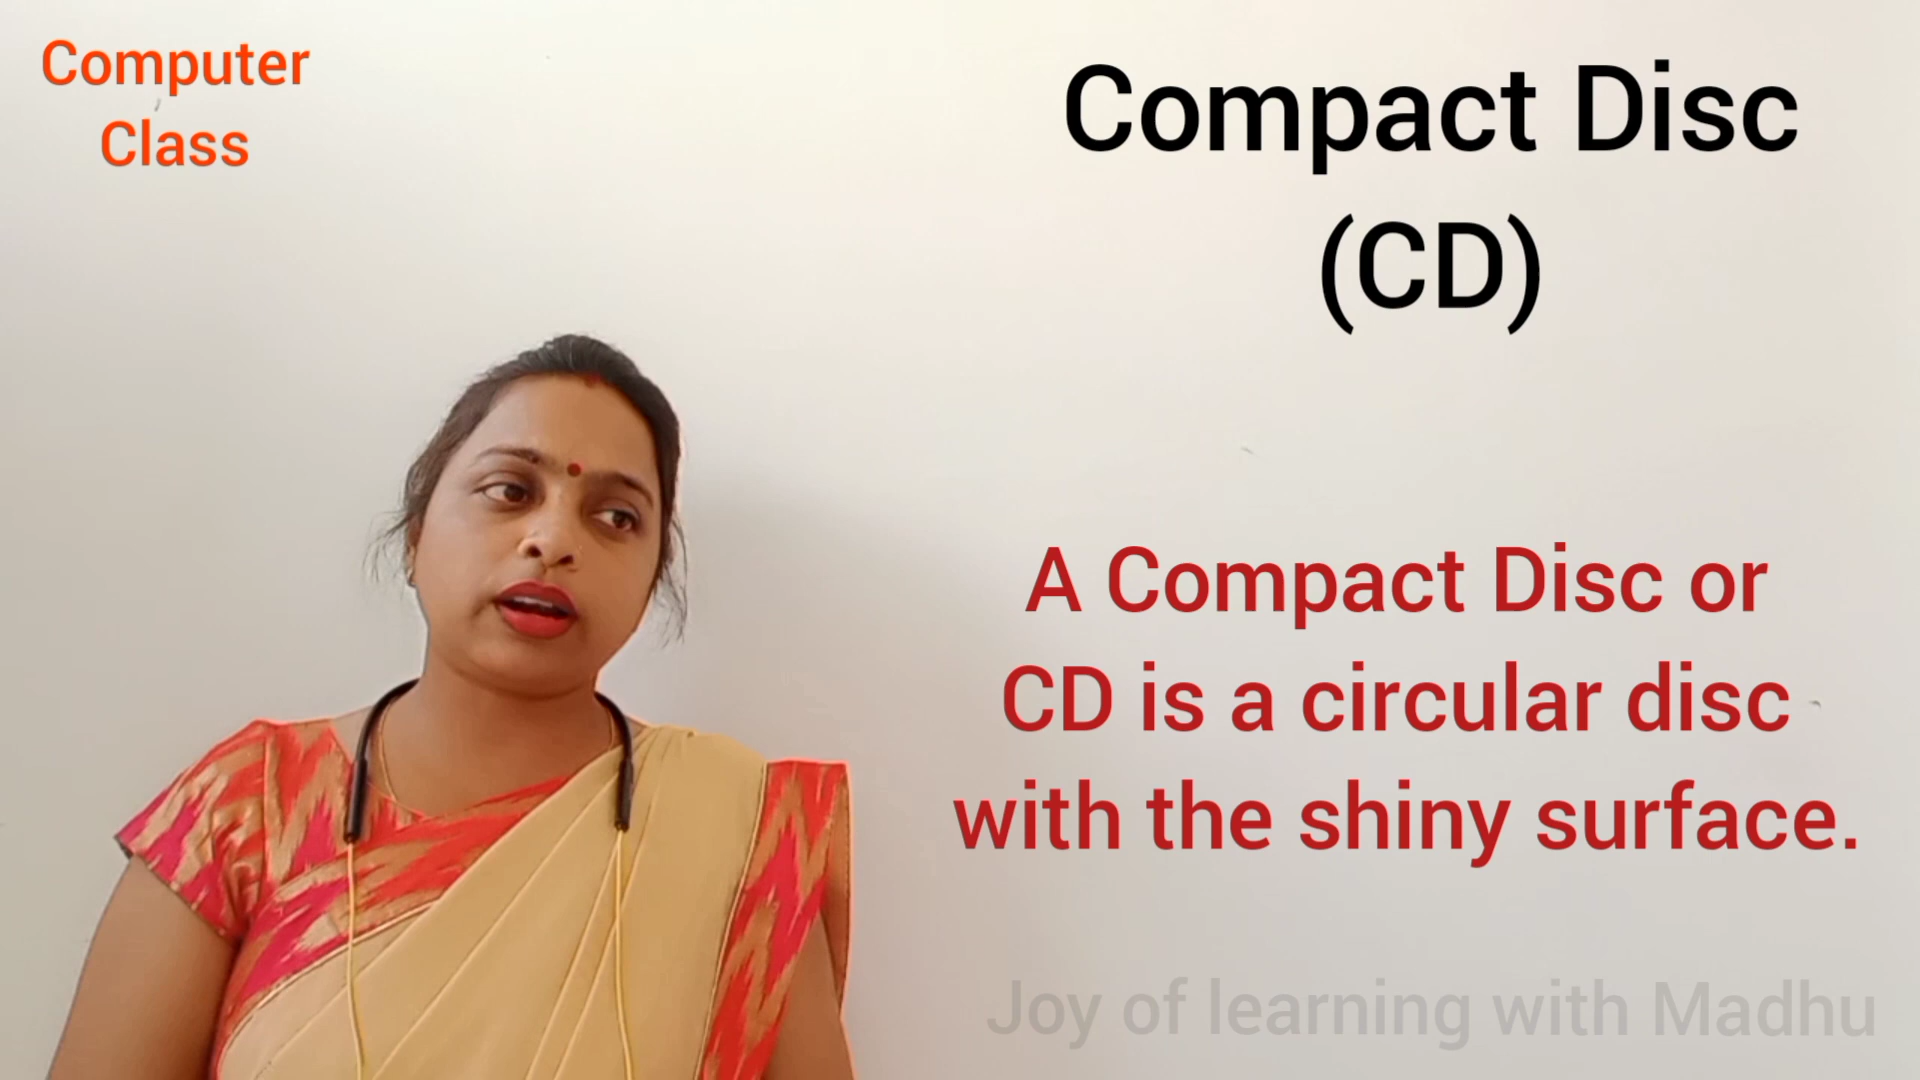 Computer
Class
Compact Disc
(CD)
A Compact Disc or
CD is a circular disc
with the shiny surface.
Joy of learning with Madhu